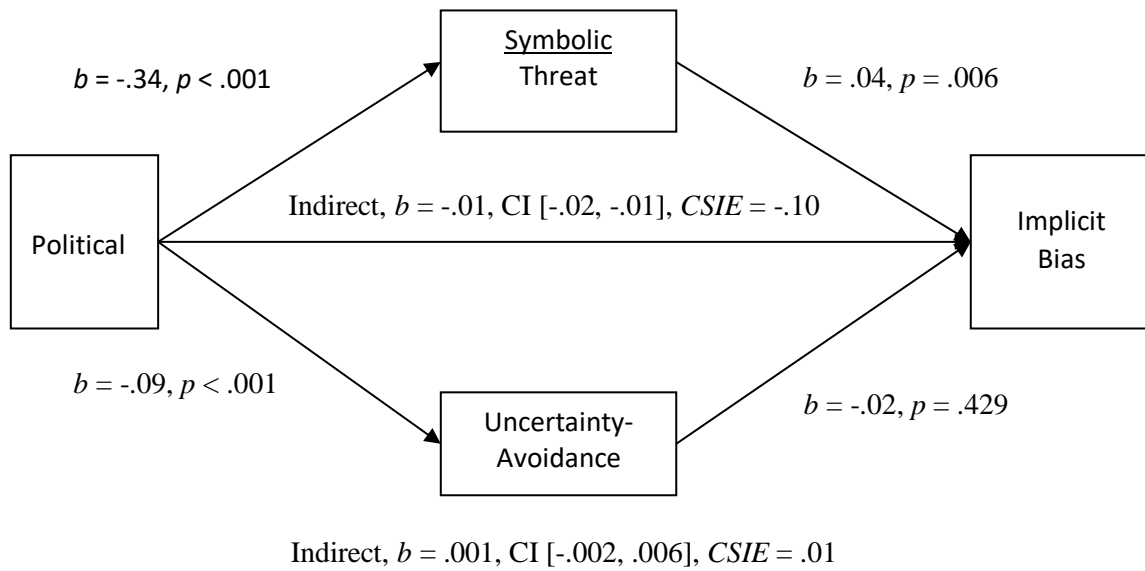 Symbolic
Threat
b = -.34, p < .001
b = .04, p = .006
Indirect, b = -.01, CI [-.02, -.01], CSIE = -.10
Political
Implicit
Bias
b = -.09, p < .001
b = -.02, p = .429
Uncertainty-
Avoidance
Indirect, b = .001, CI [-.002, .006], CSIE = .01